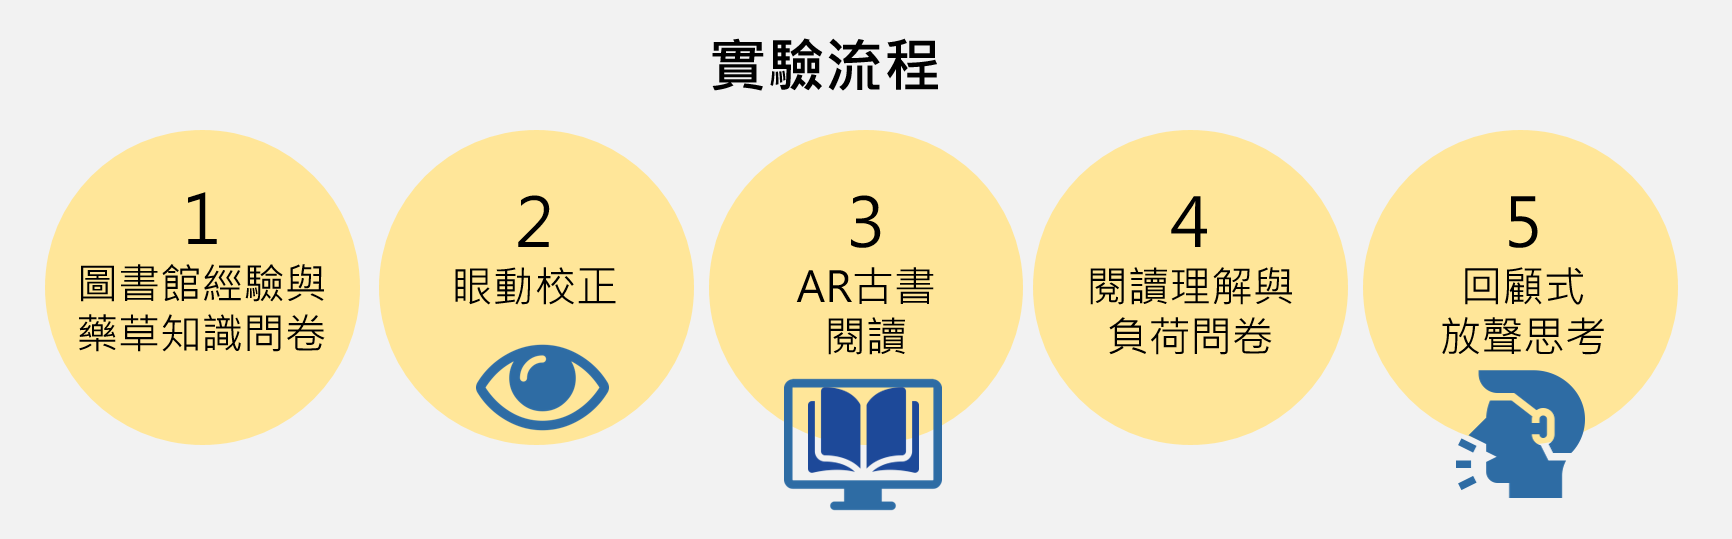 實驗流程
1
圖書館經驗與
藥草知識問卷
2
眼動校正
3
AR古書
閱讀
4
閱讀理解與
負荷問卷
5
回顧式
放聲思考